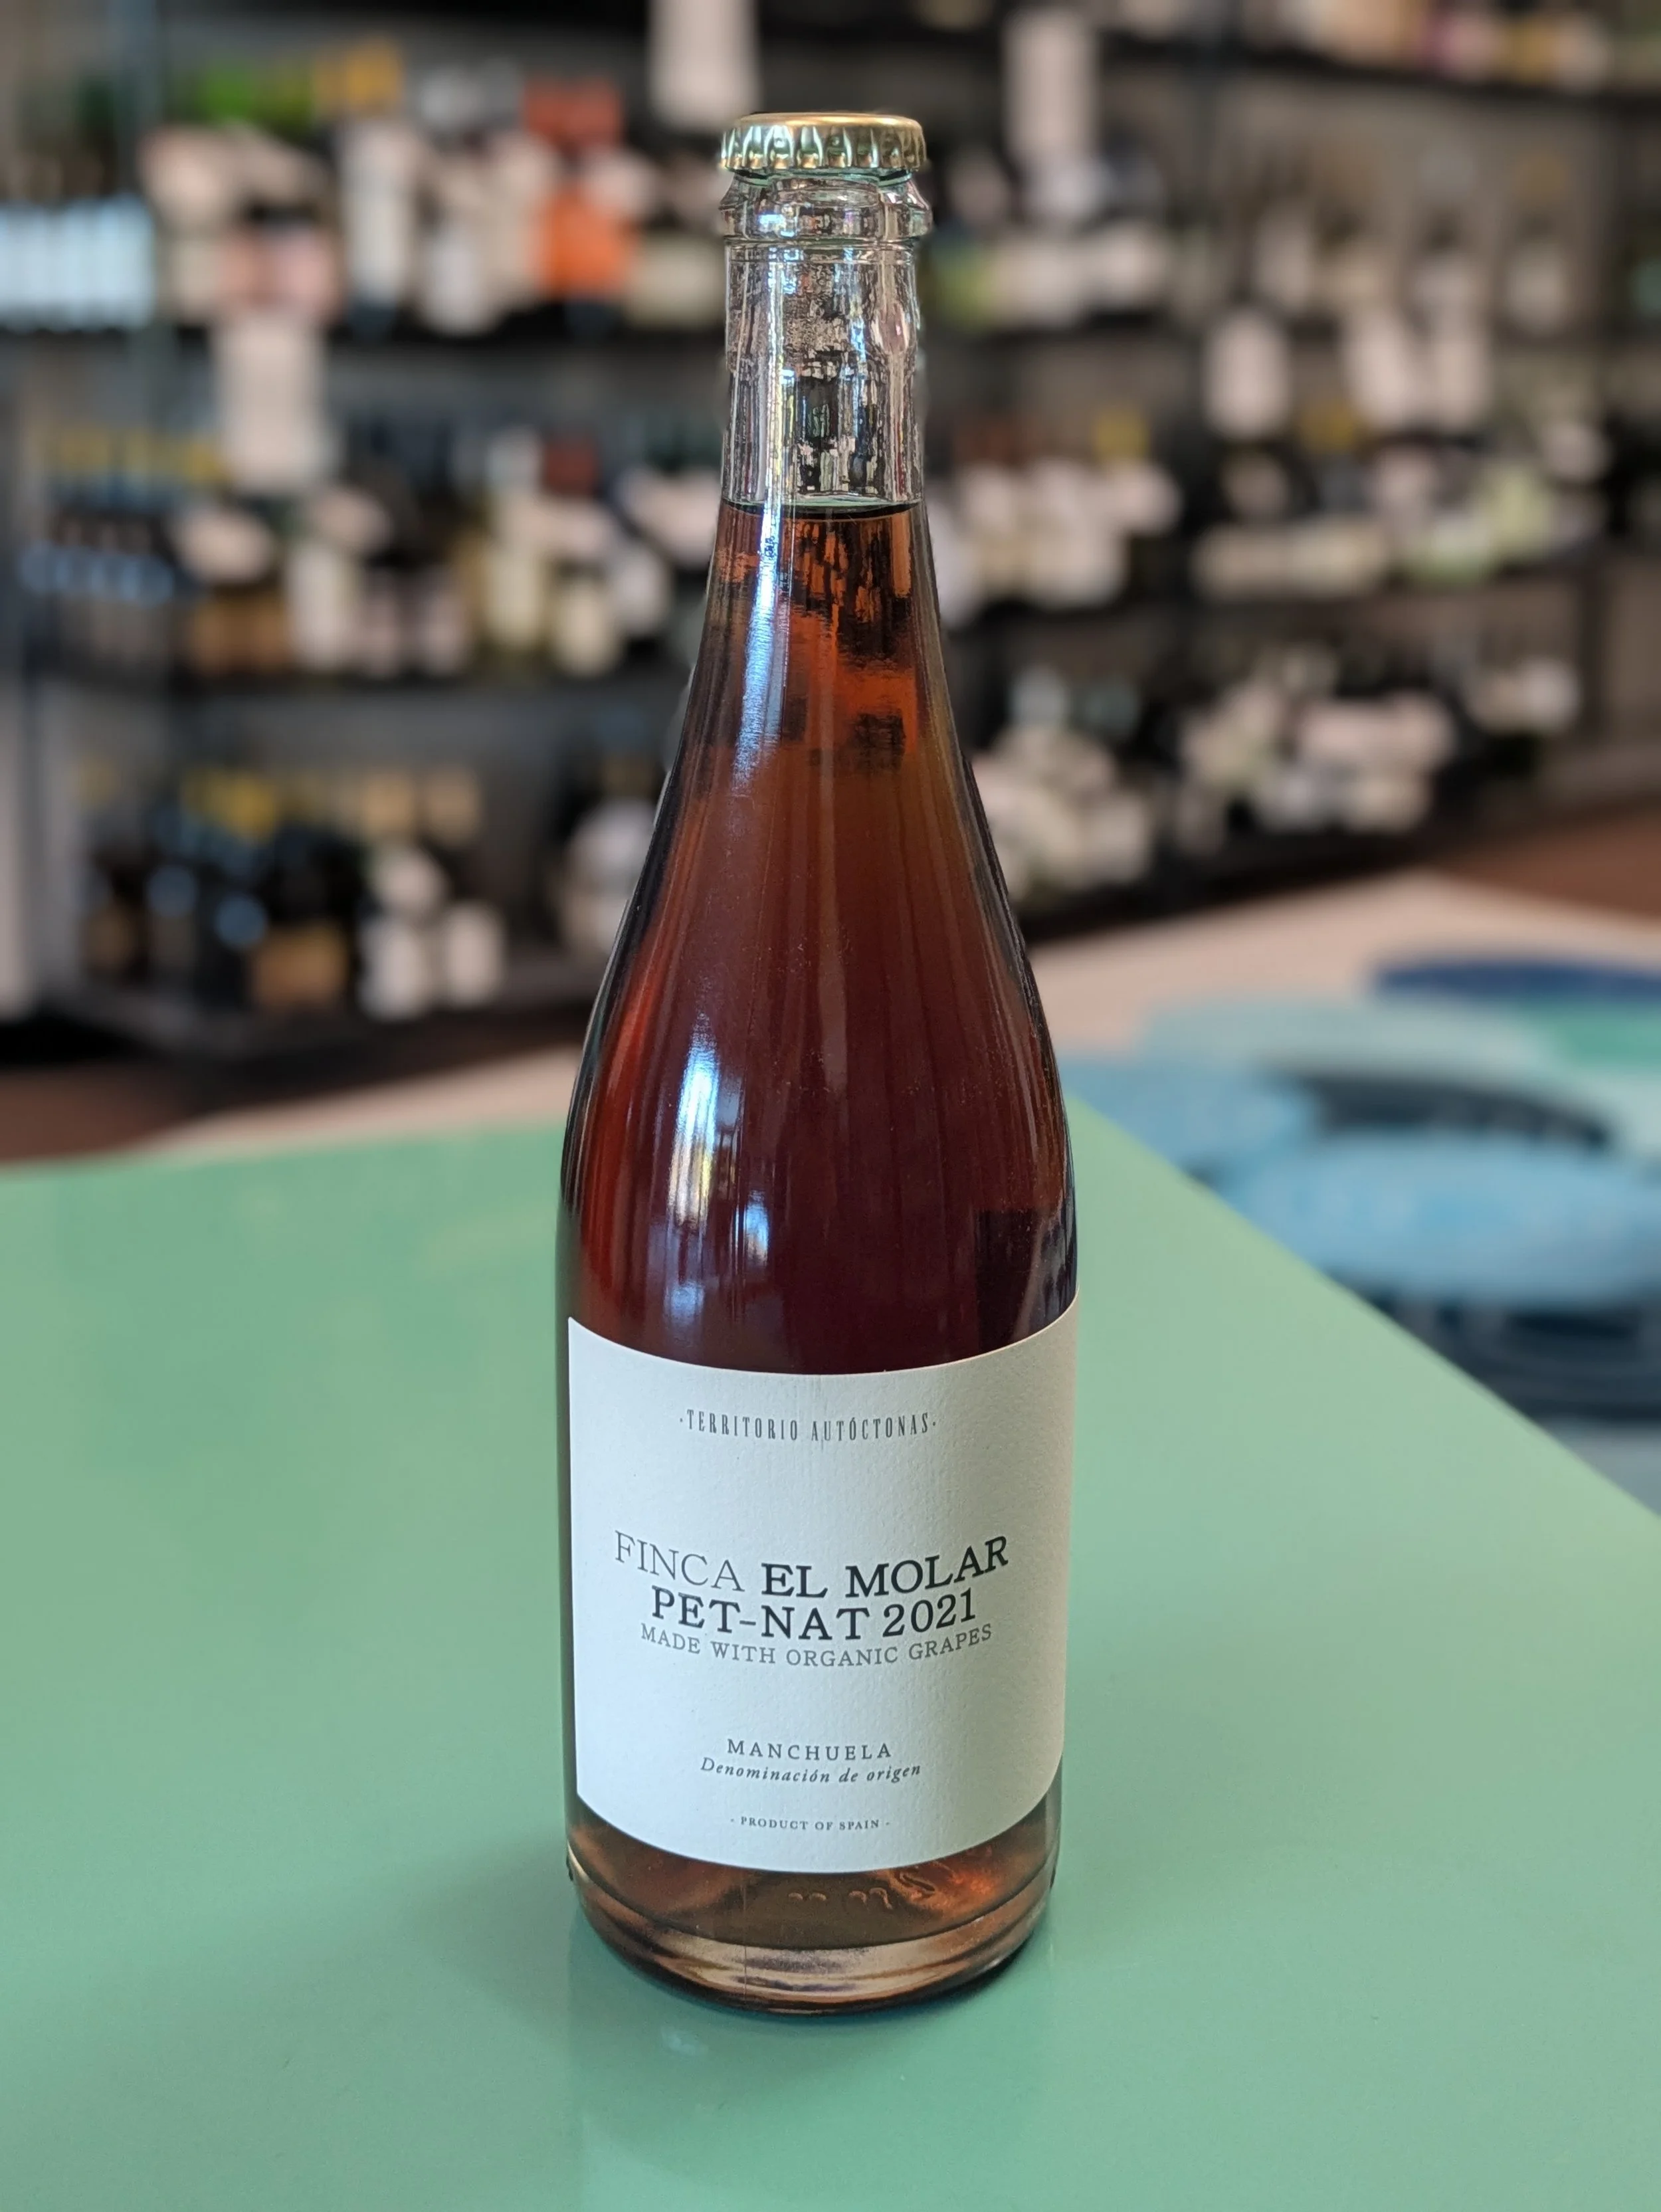 ·TERRITORIO AUTÓCTONAS·
FINCA EL MOLAR
PET-NAT 2021
MADE WITH ORGANIC GRAPES
MANCHUELA
Denominación de origen
- PRODUCT OF SPAIN -